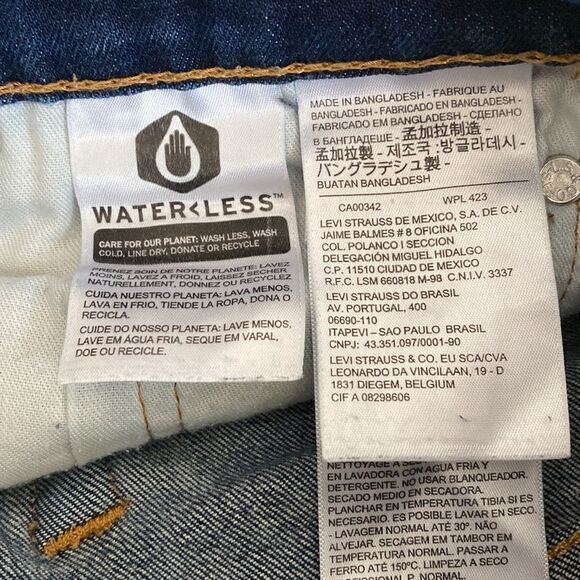 WATER<LESS™
CARE FOR OUR PLANET: WASH LESS, WASH
COLD, LINE DRY, DONATE OR RECYCLE
PRENEZ SOIN DE NOTRE PLANETE: LAVEZ
MOINS, LAVEZ A FROID, LAISSEZ SECHER
NATURELLEMENT, DONNEZ OU RECYCLEZ
CUIDA NUESTRO PLANETA: LAVA MENOS,
LAVA EN FRIO, TIENDE LA ROPA, DONA O
RECICLA.
CUIDE DO NOSSO PLANETA: LAVE MENOS,
LAVE EM ÁGUA FRIA, SEQUE EM VARAL,
DOE OU RECICLE.
MADE IN BANGLADESH - FABRIQUE AU
BANGLADESH - FABRICADO EN BANGLADESH -
FABRICADO EM BANGLADESH - СДЕЛАНО
В БАНГЛАДЕШЕ - 孟加拉制造 -
孟加拉製 - 제조국 :방글라데시 -
バングラデシュ製 -
BUATAN BANGLADESH
CA00342 WPL 423
LEVI STRAUSS DE MEXICO, S.A. DE C.V.
JAIME BALMES # 8 OFICINA 502
COL. POLANCO I SECCION
DELEGACIÓN MIGUEL HIDALGO
C.P. 11510 CIUDAD DE MEXICO
R.F.C. LSM 660818 M-98 C.N.I.V. 3337
LEVI STRAUSS DO BRASIL
AV. PORTUGAL, 400
06690-110
ITAPEVI – SAO PAULO BRASIL
CNPJ: 43.351.097/0001-90
LEVI STRAUSS & CO. EU SCA/CVA
LEONARDO DA VINCILAAN, 19 - D
1831 DIEGEM, BELGIUM
CIF A 08298606
NETTOYAGE A
EN LAVADORA CON AGUA FRIA Y
DETERGENTE. NO USAR BLANQUEADOR.
SECADO MEDIO EN SECADORA.
PLANCHAR EN TEMPERATURA TIBIA SI ES
NECESARIO. ES POSIBLE LAVAR EN SECO.
- LAVAGEM NORMAL ATÉ 30°. NÃO
ALVEJAR. SECAGEM EM TAMBOR EM
TEMPERATURA NORMAL. PASSAR A
FERRO ATÉ 150°C. LIMPEZA EM SECO